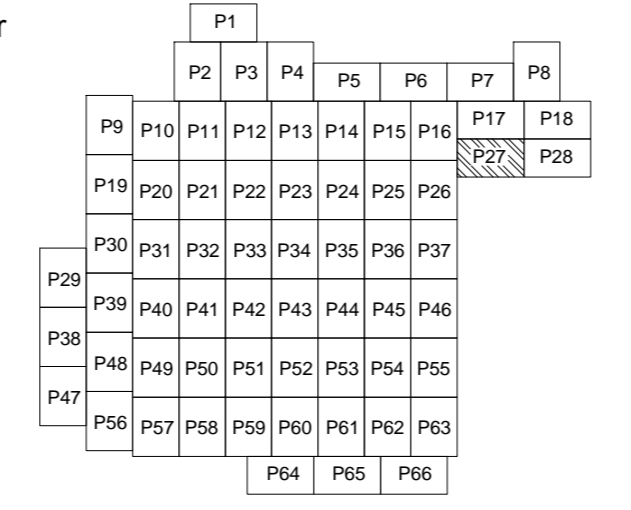 r
P1
P2 P3 P4 P5 P6 P7 P8
P9 P10 P11 P12 P13 P14 P15 P16 P17 P18
P27 P28
P19 P20 P21 P22 P23 P24 P25 P26
P30 P31 P32 P33 P34 P35 P36 P37
P29
P39 P40 P41 P42 P43 P44 P45 P46
P38
P48 P49 P50 P51 P52 P53 P54 P55
P47
P56 P57 P58 P59 P60 P61 P62 P63
P64 P65 P66